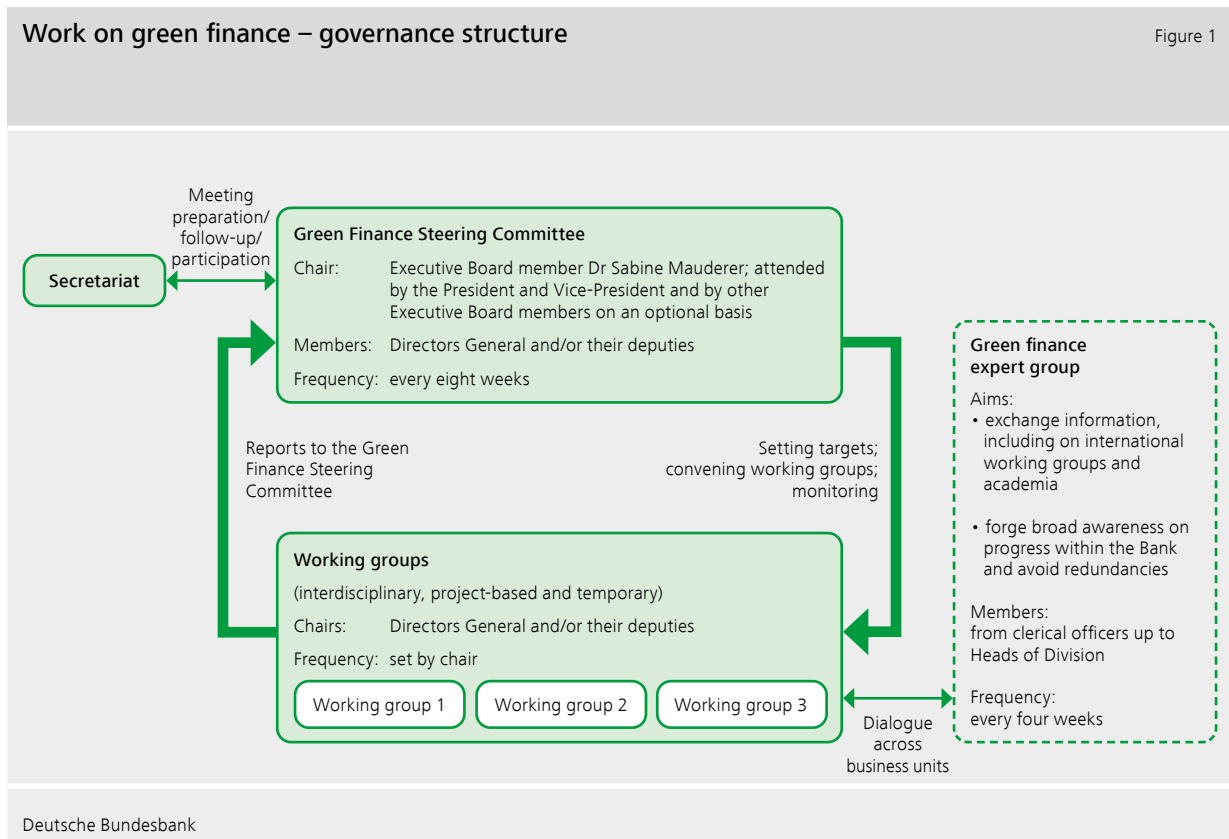 Work on green finance – governance structure
Figure 1
Meeting
preparation/
follow-up/
participation
Secretariat
Green Finance Steering Committee
Chair: Executive Board member Dr Sabine Mauderer; attended
by the President and Vice-President and by other
Executive Board members on an optional basis
Members: Directors General and/or their deputies
Frequency: every eight weeks
Reports to the Green
Finance Steering
Committee
Setting targets;
convening working groups;
monitoring
Working groups
(interdisciplinary, project-based and temporary)
Chairs: Directors General and/or their deputies
Frequency: set by chair
Working group 1
Working group 2
Working group 3
Dialogue
across
business units
Green finance
expert group
Aims:
• exchange information,
including on international
working groups and
academia
• forge broad awareness on
progress within the Bank
and avoid redundancies
Members:
from clerical officers up to
Heads of Division
Frequency:
every four weeks
Deutsche Bundesbank